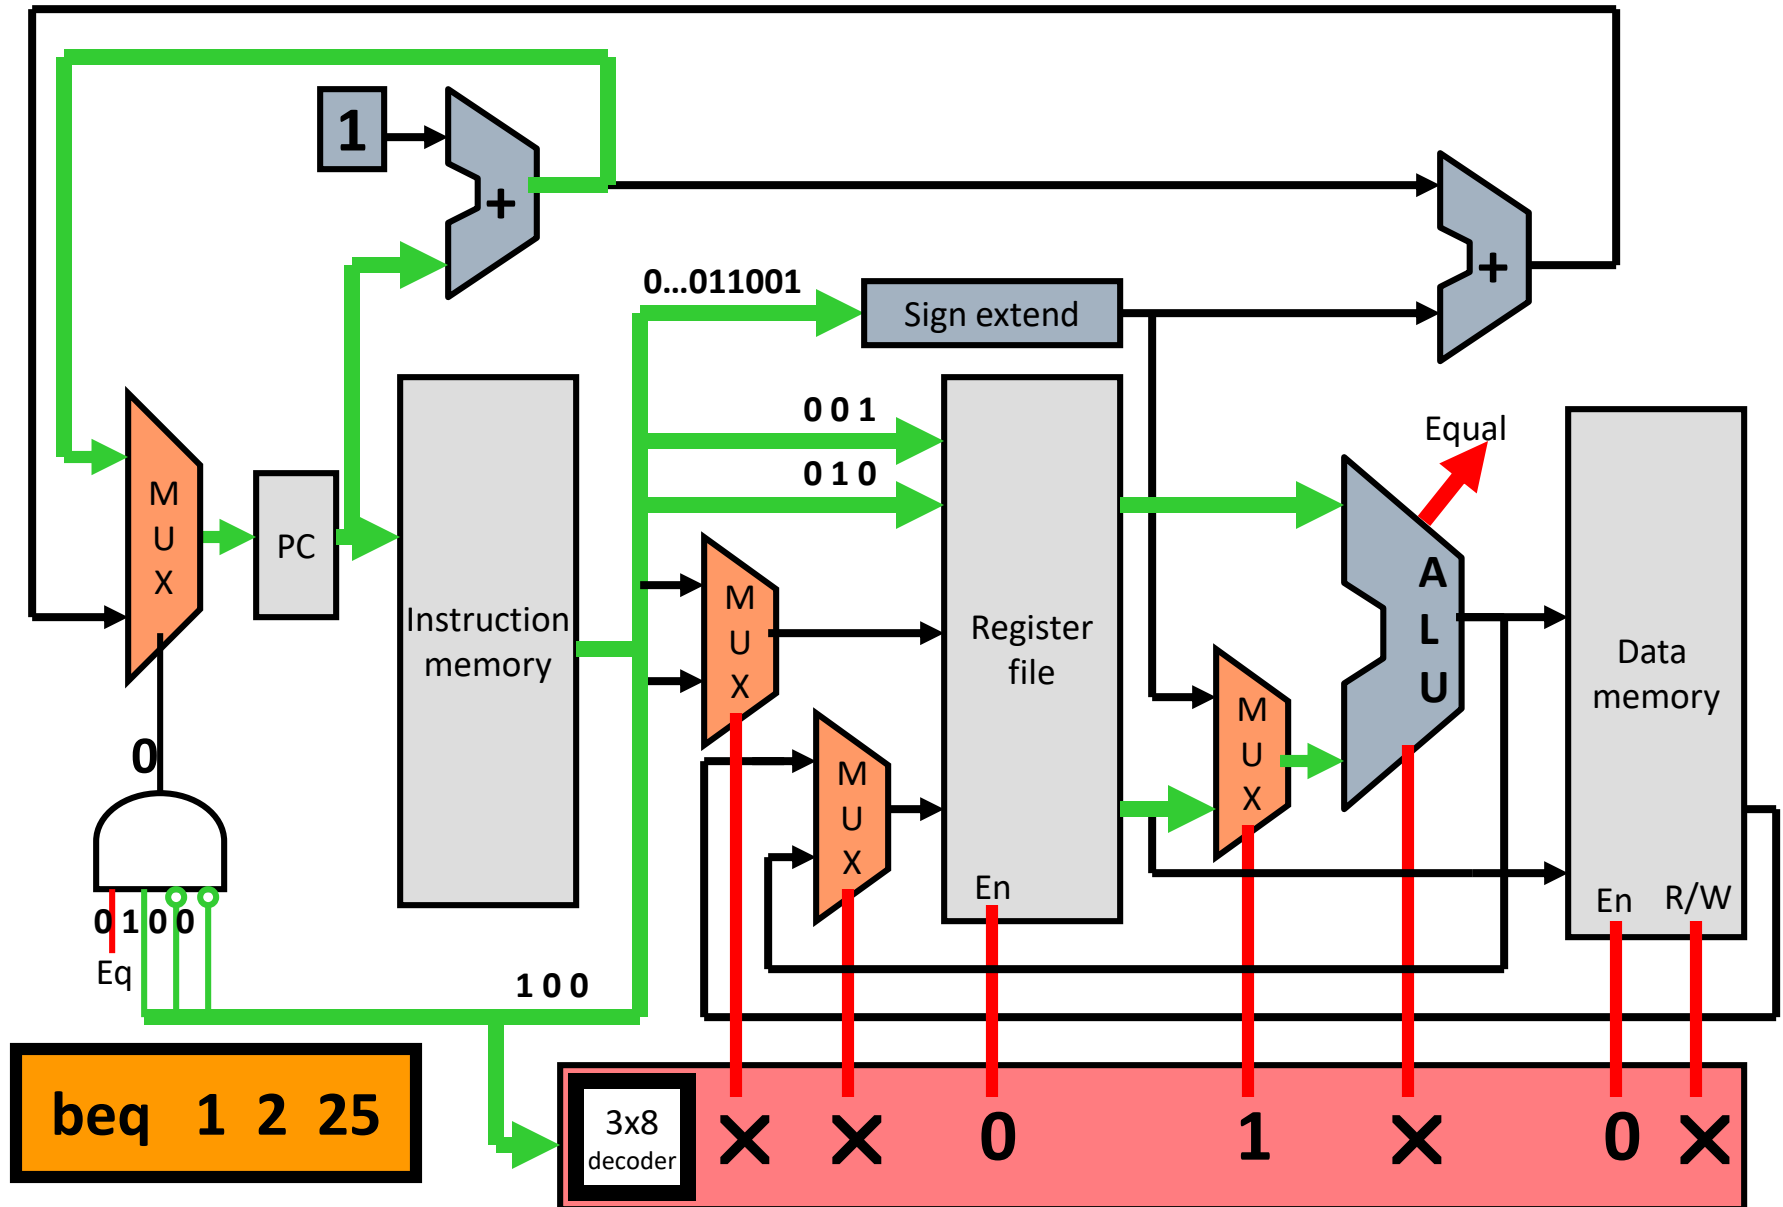 1
+
+
0...011001
Sign extend
0 0 1
0 1 0
Equal
M
U
X
PC
Instruction
memory
M
U
X
Register
file
A
L
U
Data
memory
M
U
X
M
U
X
0
En
En
R/W
0 1 0 0
Eq
1 0 0
beq 1 2 25
3x8
decoder
X X 0 1 X 0 X